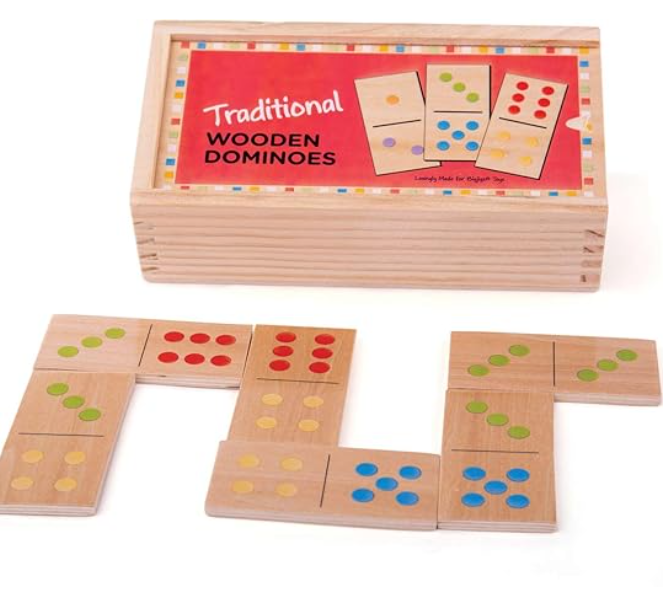 Traditional
WOODEN
DOMINOES
Lovingly Made for Bigjigs Toys